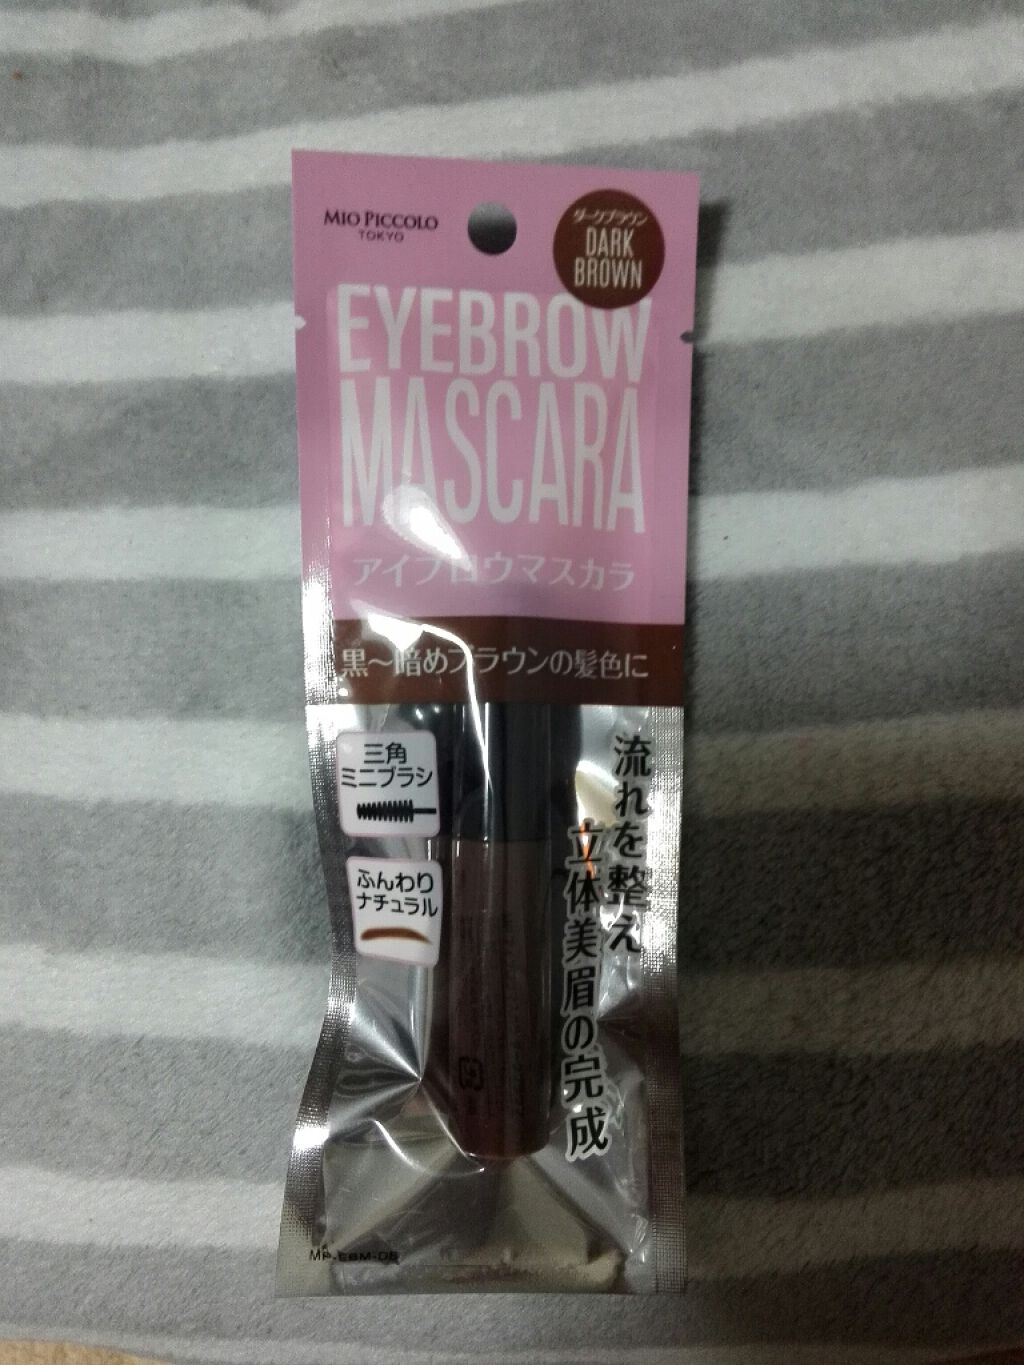 MIO PICCOLO
TOKYO
ダークブラウン
DARK
BROWN
EYEBROW
MASCARA
アイブロウマスカラ
黒～暗めブラウンの髪色に
三角
ミニブラシ
ふんわり
ナチュラル
流れを整え
立体美眉の完成